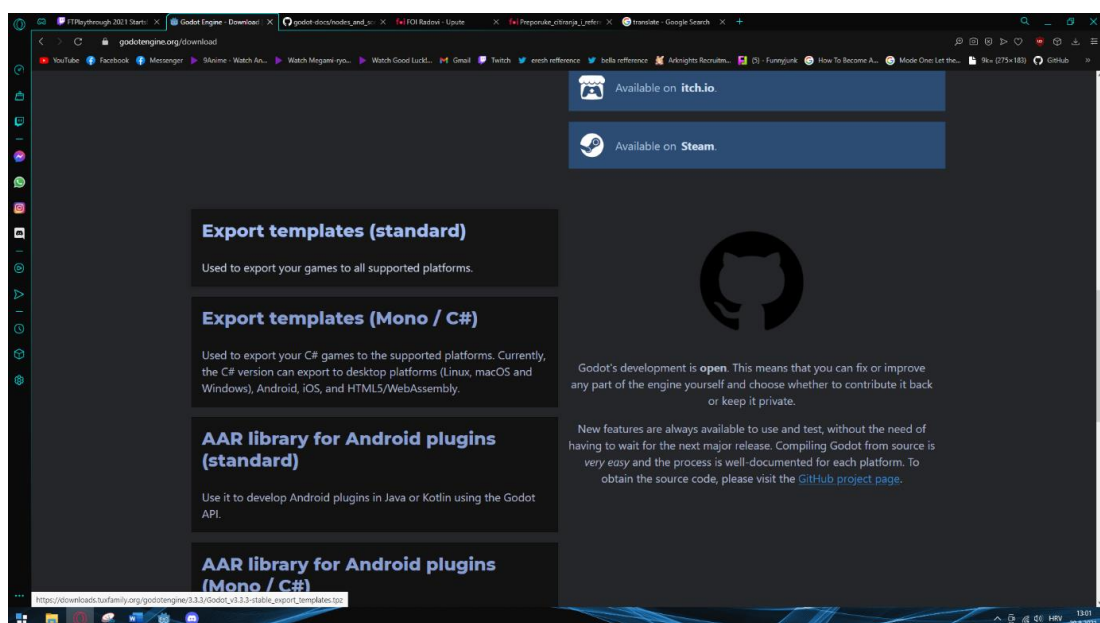 FTPlaythrough 2021 Starts
Godot Engine - Download
godot-docs/nodes_and_sc
FOI Radovi - Upute
Preporuke_citiranja_i_refere
translate - Google Search
godotengine.org/download
YouTube
Facebook
Messenger
9Anime - Watch An...
Watch Megami-ryo...
Watch Good Luck!...
Gmail
Twitch
eresh refference
bella refference
Arknights Recruitm...
(5) - Funnyjunk
How To Become A...
Mode One: Let the...
9k= (275×183)
GitHub
Available on itch.io.
Available on Steam.
Export templates (standard)
Used to export your games to all supported platforms.
Export templates (Mono / C#)
Used to export your C# games to the supported platforms. Currently,
the C# version can export to desktop platforms (Linux, macOS and
Windows), Android, iOS, and HTML5/WebAssembly.
AAR library for Android plugins
(standard)
Use it to develop Android plugins in Java or Kotlin using the Godot
API.
AAR library for Android plugins
(Mono / C#)
Godot's development is open. This means that you can fix or improve
any part of the engine yourself and choose whether to contribute it back
or keep it private.
New features are always available to use and test, without the need of
having to wait for the next major release. Compiling Godot from source is
very easy and the process is well-documented for each platform. To
obtain the source code, please visit the GitHub project page.
https://downloads.tuxfamily.org/godotengine/3.3.3/Godot_v3.3.3-stable_export_templates.tpz
HRV
13:01